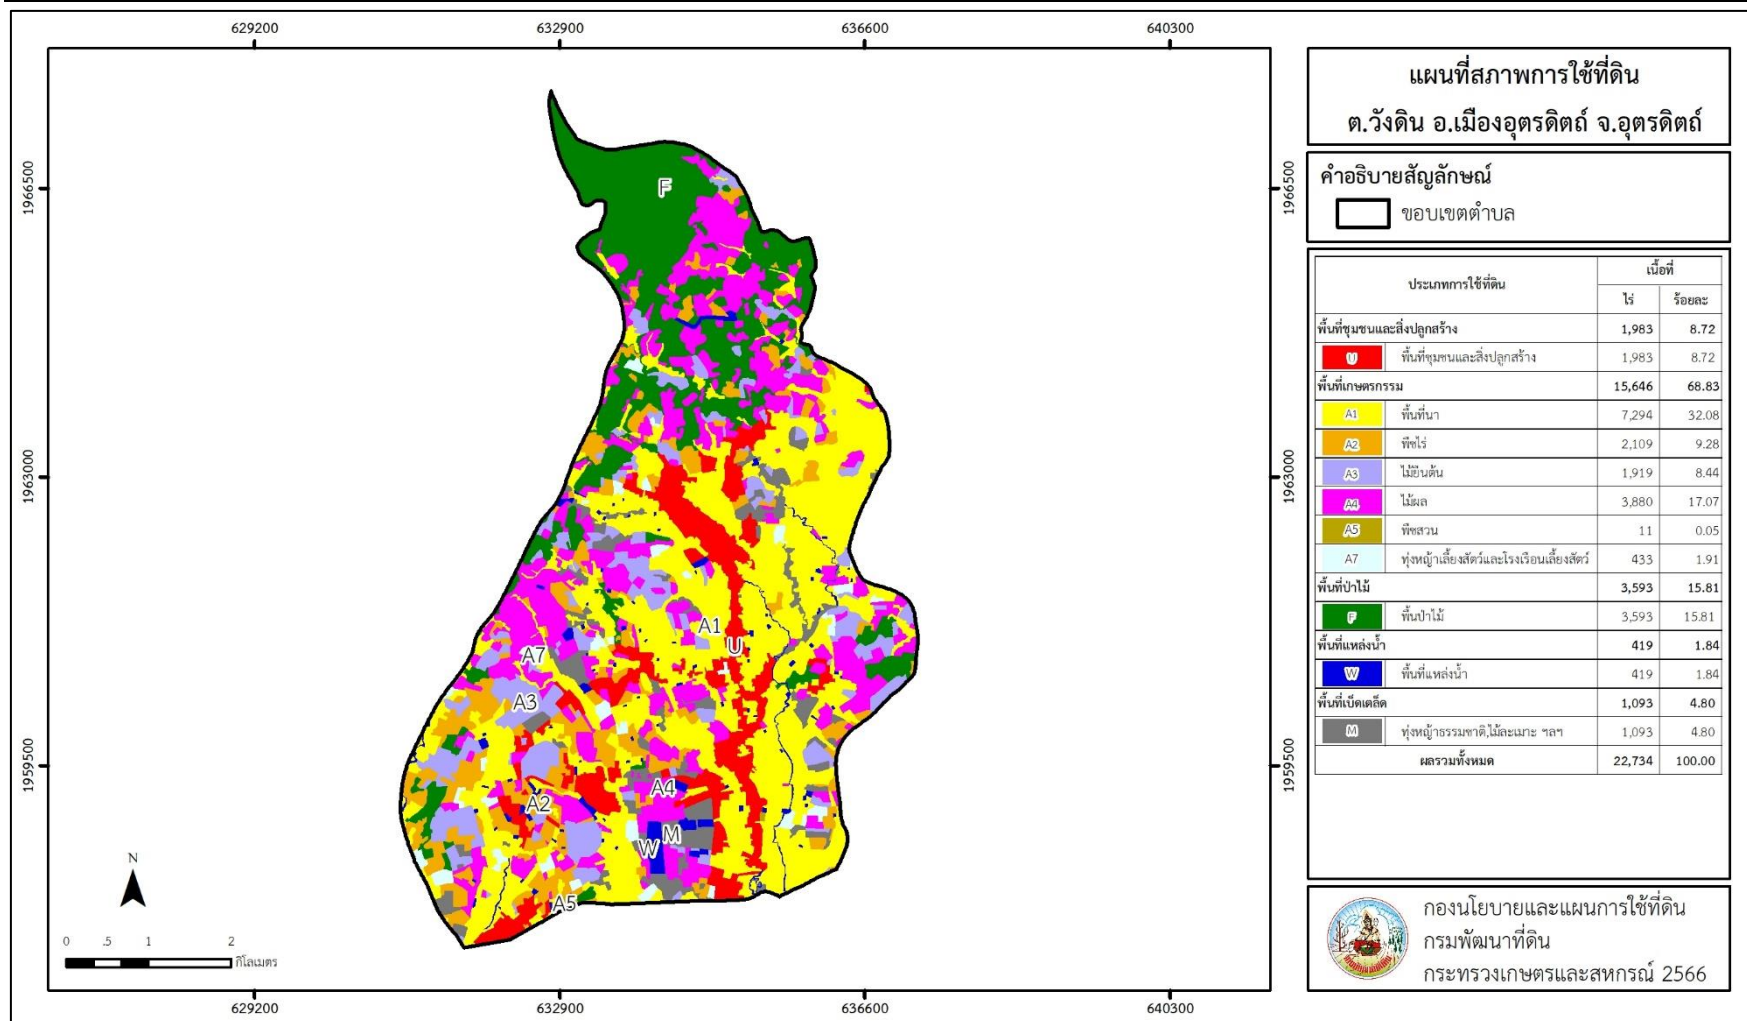 629200 632900 636600 640300
แผนที่สภาพการใช้ที่ดิน
ต.วังดิน อ.เมืองอุตรดิตถ์ จ.อุตรดิตถ์
คำอธิบายสัญลักษณ์
ขอบเขตตำบล
ประเภทการใช้ที่ดิน เนื้อที่
ไร่ ร้อยละ
พื้นที่ชุมชนและสิ่งปลูกสร้าง 1,983 8.72
U พื้นที่ชุมชนและสิ่งปลูกสร้าง 1,983 8.72
พื้นที่เกษตรกรรม 15,646 68.83
A1 พื้นที่นา 7,294 32.08
A2 พืชไร่ 2,109 9.28
A3 ไม้ยืนต้น 1,919 8.44
A4 ไม้ผล 3,880 17.07
A5 พืชสวน 11 0.05
A7 ทุ่งหญ้าเลี้ยงสัตว์และโรงเรือนเลี้ยงสัตว์ 433 1.91
พื้นที่ป่าไม้ 3,593 15.81
F พื้นป่าไม้ 3,593 15.81
พื้นที่แหล่งน้ำ 419 1.84
W พื้นที่แหล่งน้ำ 419 1.84
พื้นที่เบ็ดเตล็ด 1,093 4.80
M ทุ่งหญ้าธรรมชาติ,ไม้ละเมาะ ฯลฯ 1,093 4.80
ผลรวมทั้งหมด 22,734 100.00
กองนโยบายและแผนการใช้ที่ดิน
กรมพัฒนาที่ดิน
กระทรวงเกษตรและสหกรณ์ 2566
1966500 1966500
1963000 1963000
1959500 1959500
F
A1
U
A7
A3
A4
A2
M
W
A5
N
0 .5 1 2
กิโลเมตร
629200 632900 636600 640300